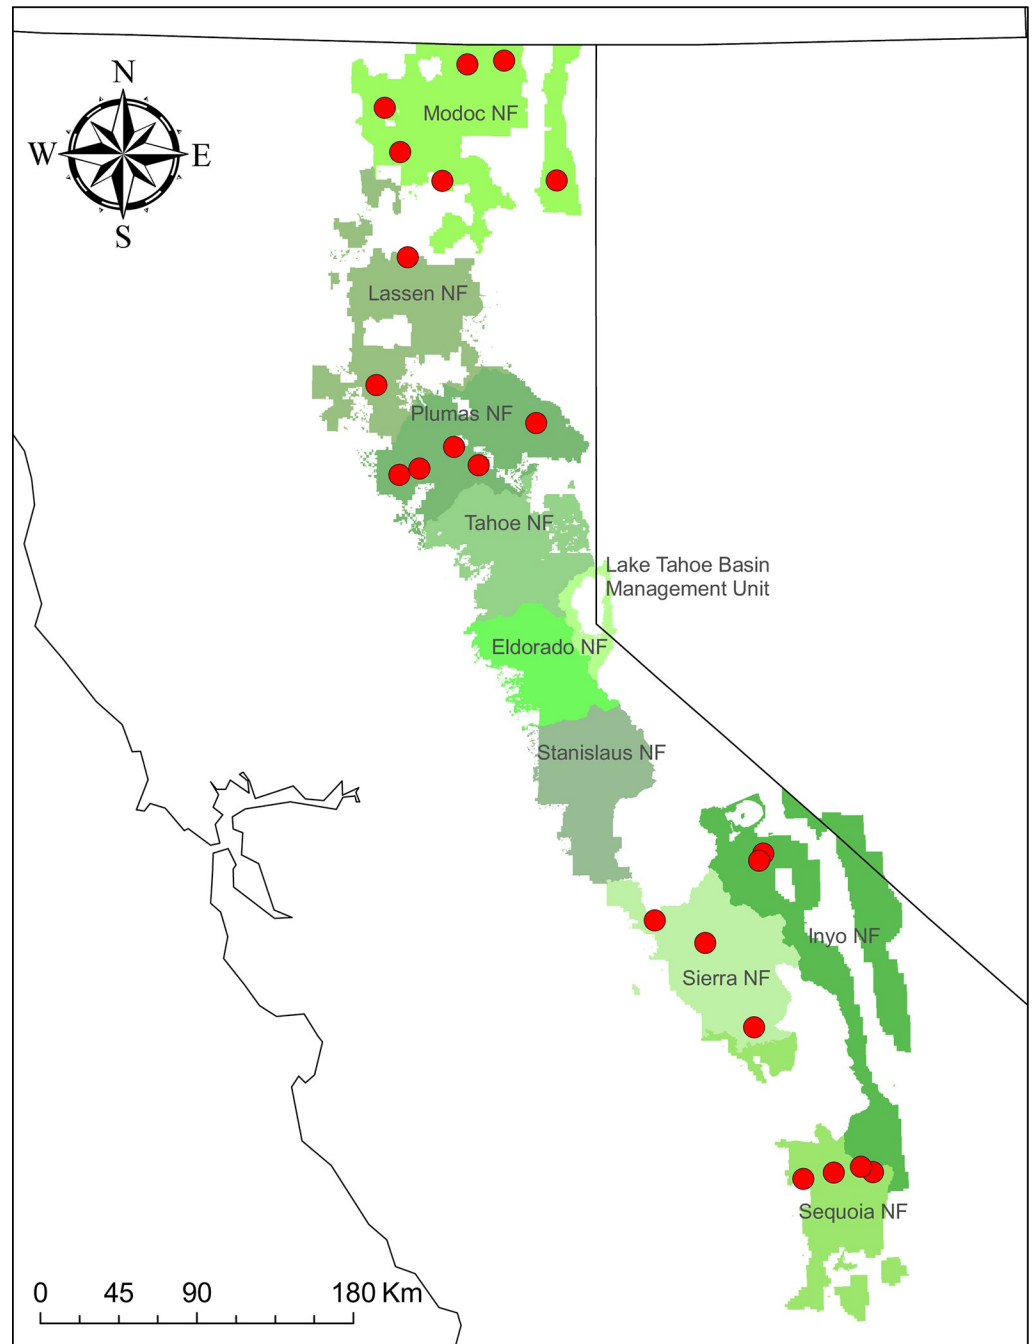 N
W E
S
Modoc NF
Lassen NF
Plumas NF
Tahoe NF
Lake Tahoe Basin
Management Unit
Eldorado NF
Stanislaus NF
Inyo NF
Sierra NF
Sequoia NF
0 45 90 180 Km